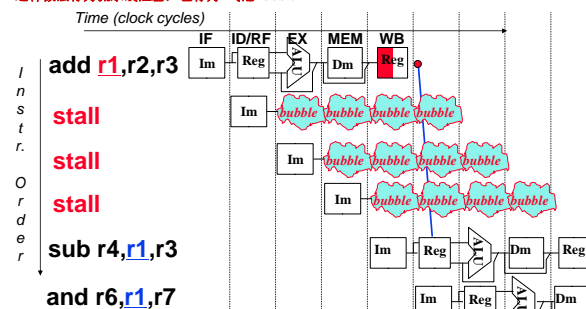 Time (clock cycles)
IF ID/RF EX MEM WB
Instr. Order
add r1,r2,r3 Im Reg ALU Dm Reg
stall Im bubble bubble bubble bubble
stall Im bubble bubble bubble bubble
stall Im bubble bubble bubble bubble
sub r4,r1,r3 Im Reg ALU Dm Reg
and r6,r1,r7 Im Reg ALU Dm